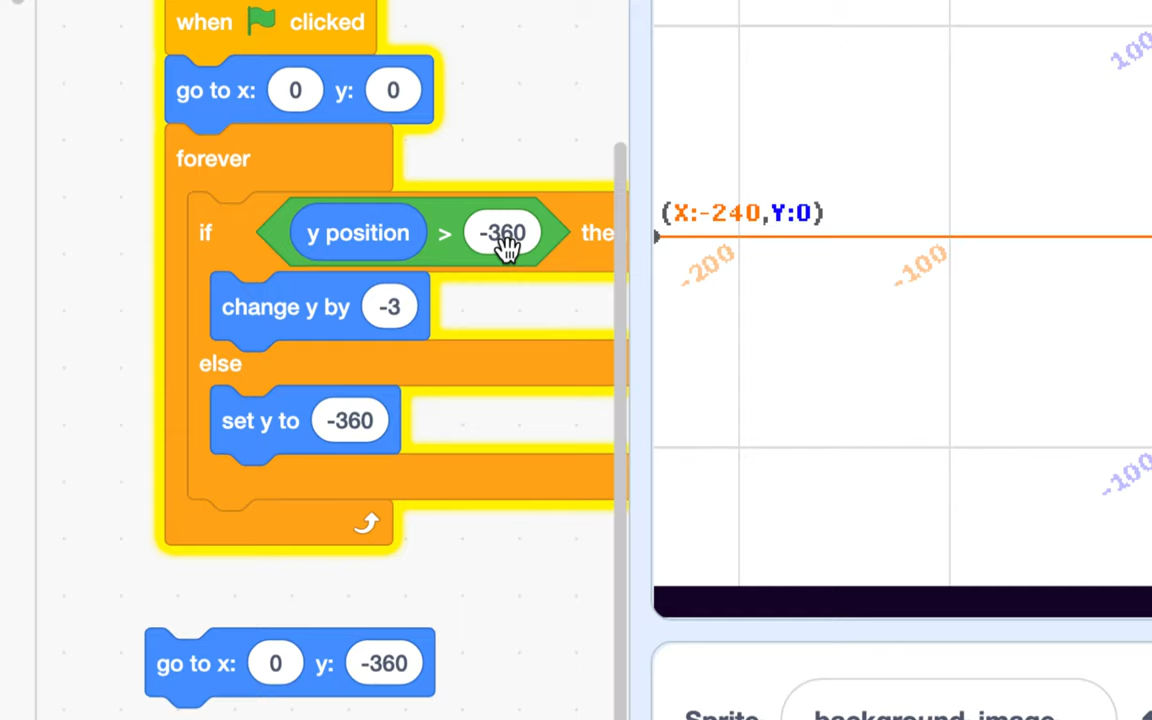 when clicked
go to x: 0 y: 0
forever
if y position > -360 the
change y by -3
else
set y to -360
go to x: 0 y: -360
100
(X:-240,Y:0)
-200 -100
-100
Sprite background-image